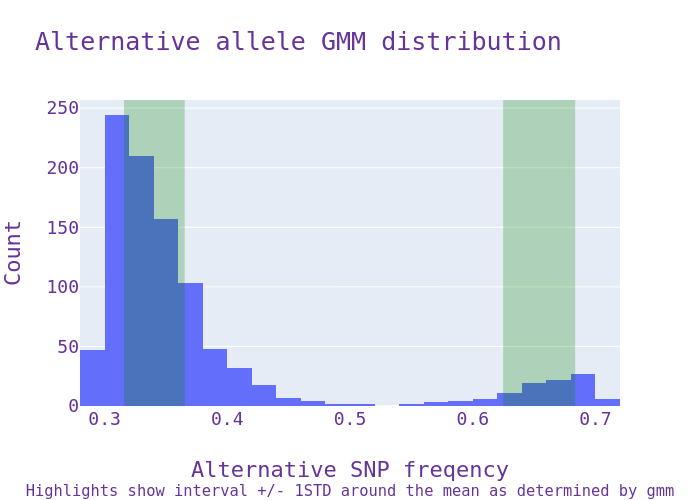 Alternative allele GMM distribution
250
200
150
100
50
0
Count
0.3 0.4 0.5 0.6 0.7
Alternative SNP freqency
Highlights show interval +/- 1STD around the mean as determined by gmm